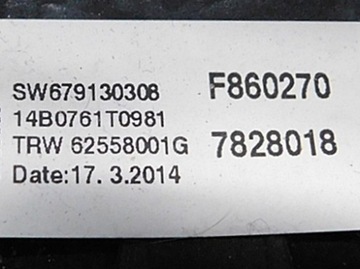 SW679130308 F860270
14B0761T0981
TRW 62558001G 7828018
Date:17. 3.2014